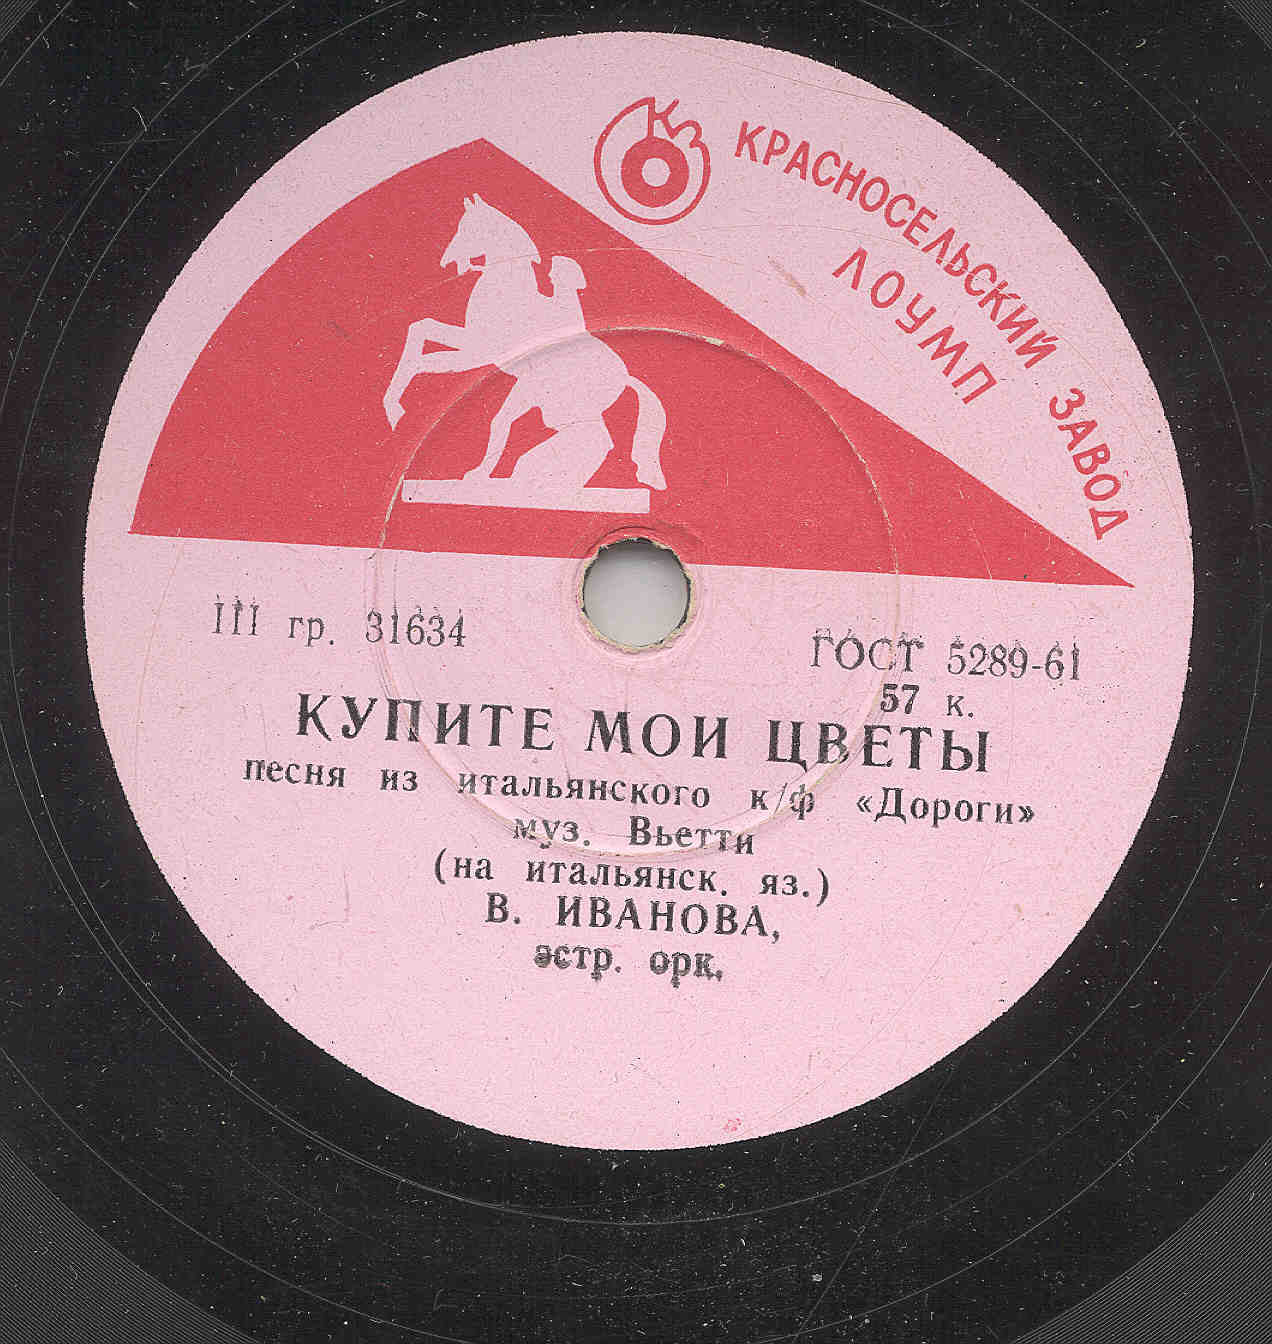 КРАСНОСЕЛЬСКИЙ ЗАВОД
ЛОУМП
III гр. 31634
ГОСТ 5289-61
57 к.
КУПИТЕ МОИ ЦВЕТЫ
песня из итальянского к/ф «Дороги»
муз. Вьетти
(на итальянск. яз.)
В. ИВАНОВА,
эстр. орк.